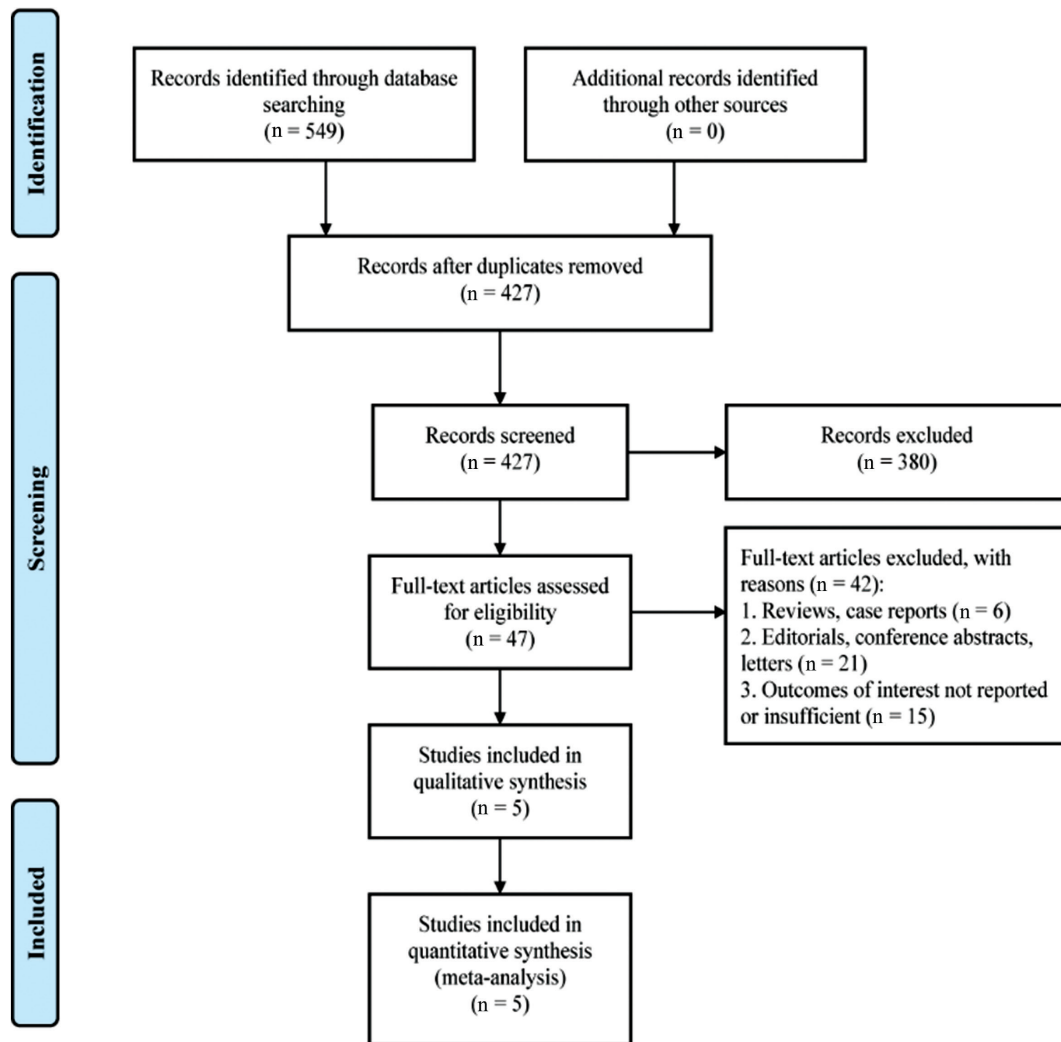 Identification
Records identified through database
searching
(n = 549)
Additional records identified
through other sources
(n = 0)
Records after duplicates removed
(n = 427)
Screening
Records screened
(n = 427)
Records excluded
(n = 380)
Full-text articles assessed
for eligibility
(n = 47)
Full-text articles excluded, with
reasons (n = 42):
1. Reviews, case reports (n = 6)
2. Editorials, conference abstracts,
letters (n = 21)
3. Outcomes of interest not reported
or insufficient (n = 15)
Studies included in
qualitative synthesis
(n = 5)
Included
Studies included in
quantitative synthesis
(meta-analysis)
(n = 5)